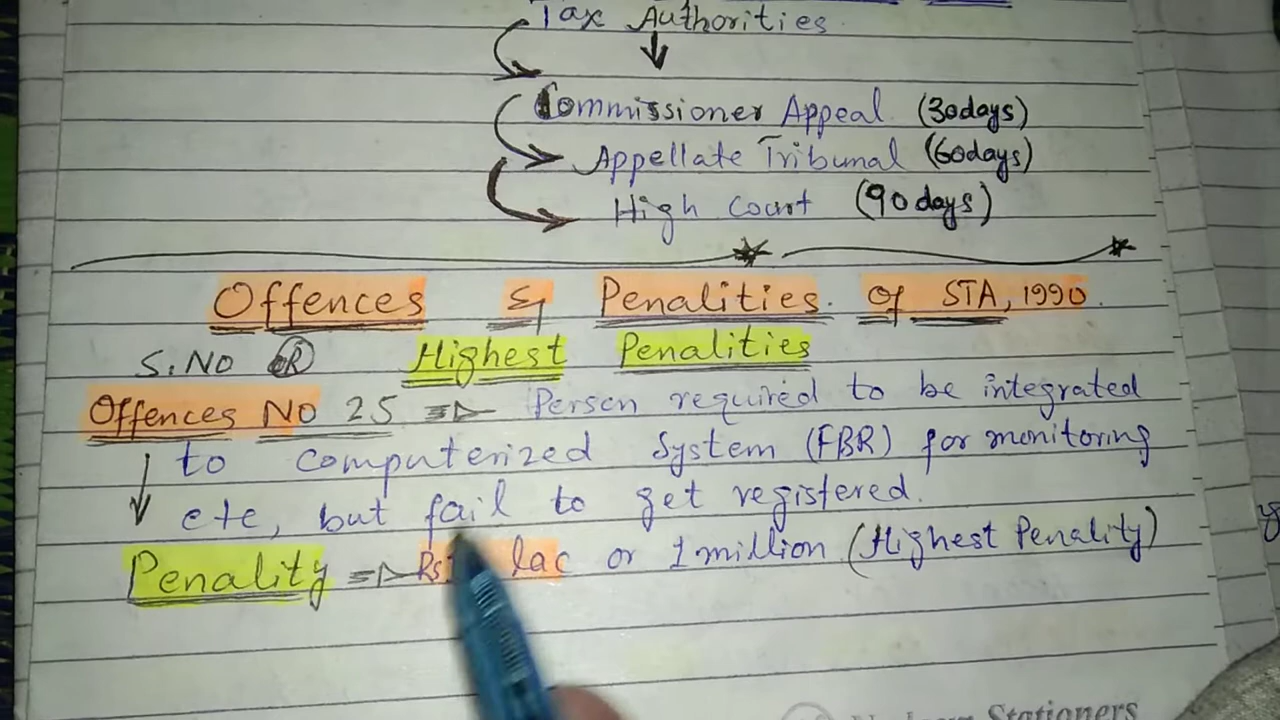 Tax Authorities
Commissioner Appeal (30days)
Appellate Tribunal (60days)
High Court (90days)
Offences & Penalities. Of STA, 1990.
S.NO OR Highest Penalities
Offences NO 25 Person required to be integrated
to computerized System (FBR) for monitoring
etc, but fail to get registered.
Penality Rs lac or 1 million (Highest Penality)
Stationers